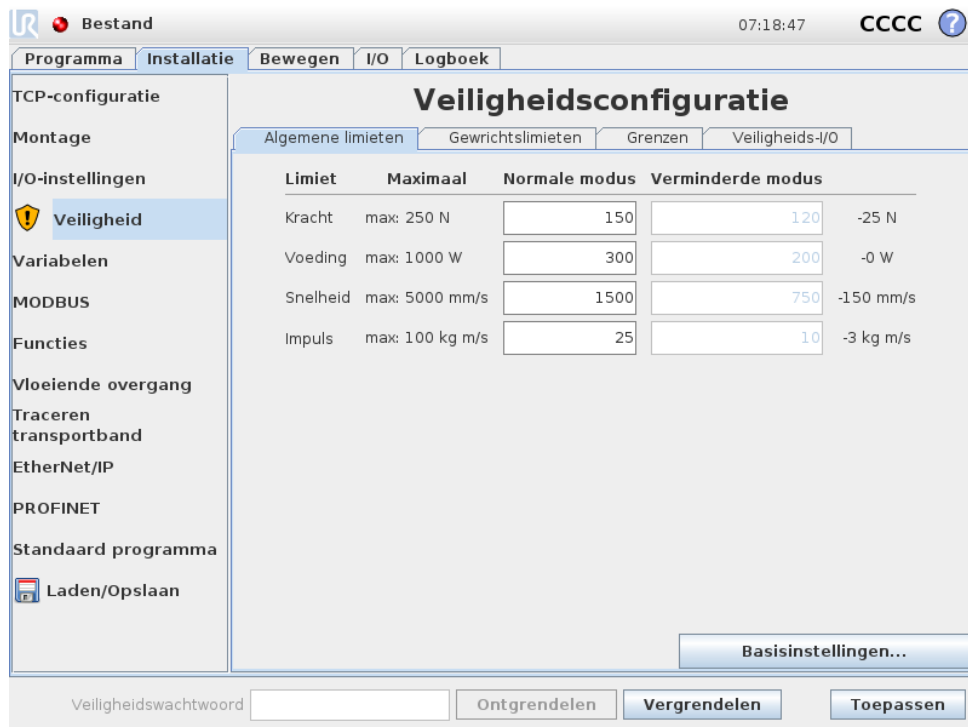 UR Bestand 07:18:47 CCCC ?
Programma Installatie Bewegen I/O Logboek
TCP-configuratie
Montage
I/O-instellingen
Veiligheid
Variabelen
MODBUS
Functies
Vloeiende overgang
Traceren
transportband
EtherNet/IP
PROFINET
Standaard programma
Laden/Opslaan
Veiligheidsconfiguratie
Algemene limieten Gewrichtslimieten Grenzen Veiligheids-I/O
Limiet Maximaal Normale modus Verminderde modus
Kracht max: 250 N 150 120 -25 N
Voeding max: 1000 W 300 200 -0 W
Snelheid max: 5000 mm/s 1500 750 -150 mm/s
Impuls max: 100 kg m/s 25 10 -3 kg m/s
Basisinstellingen...
Veiligheidswachtwoord Ontgrendelen Vergrendelen Toepassen